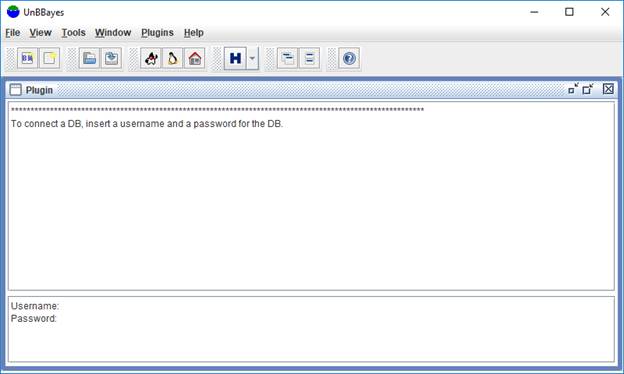 UnBBayes
File View Tools Window Plugins Help
Plugin
****************************************************************************************************
To connect a DB, insert a username and a password for the DB.
Username:
Password: